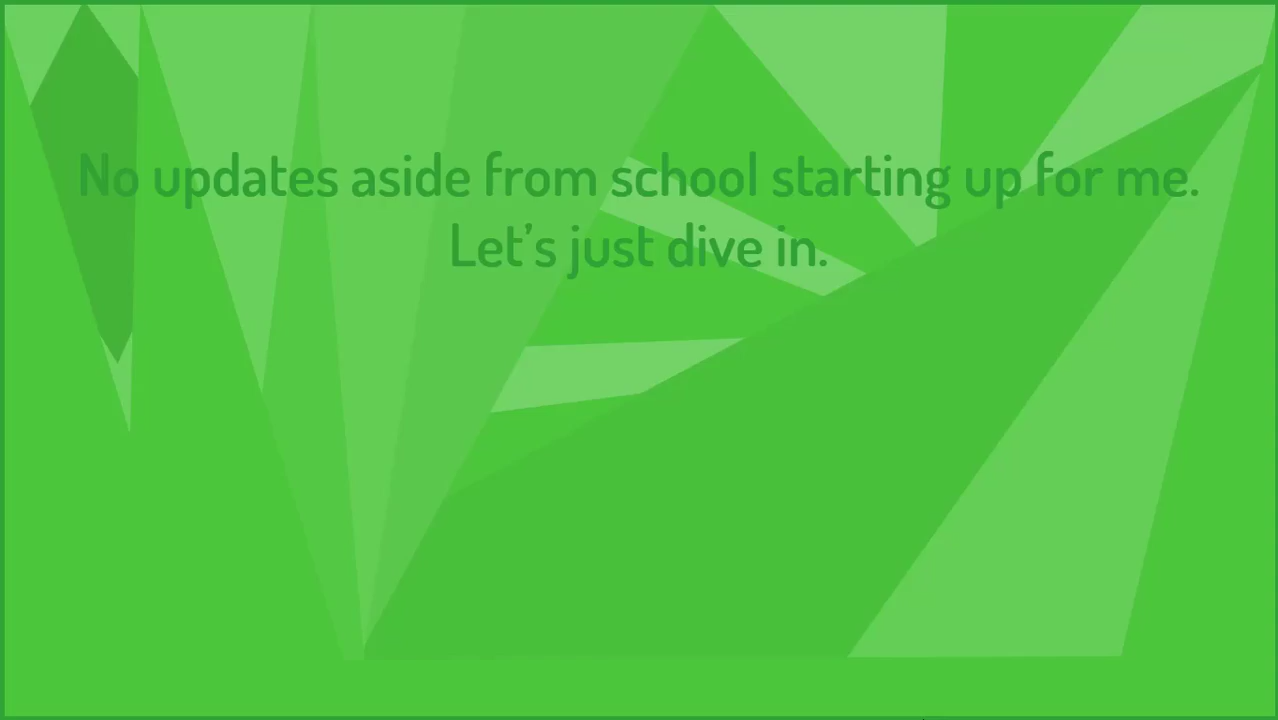 No updates aside from school starting up for me.
Let’s just dive in.